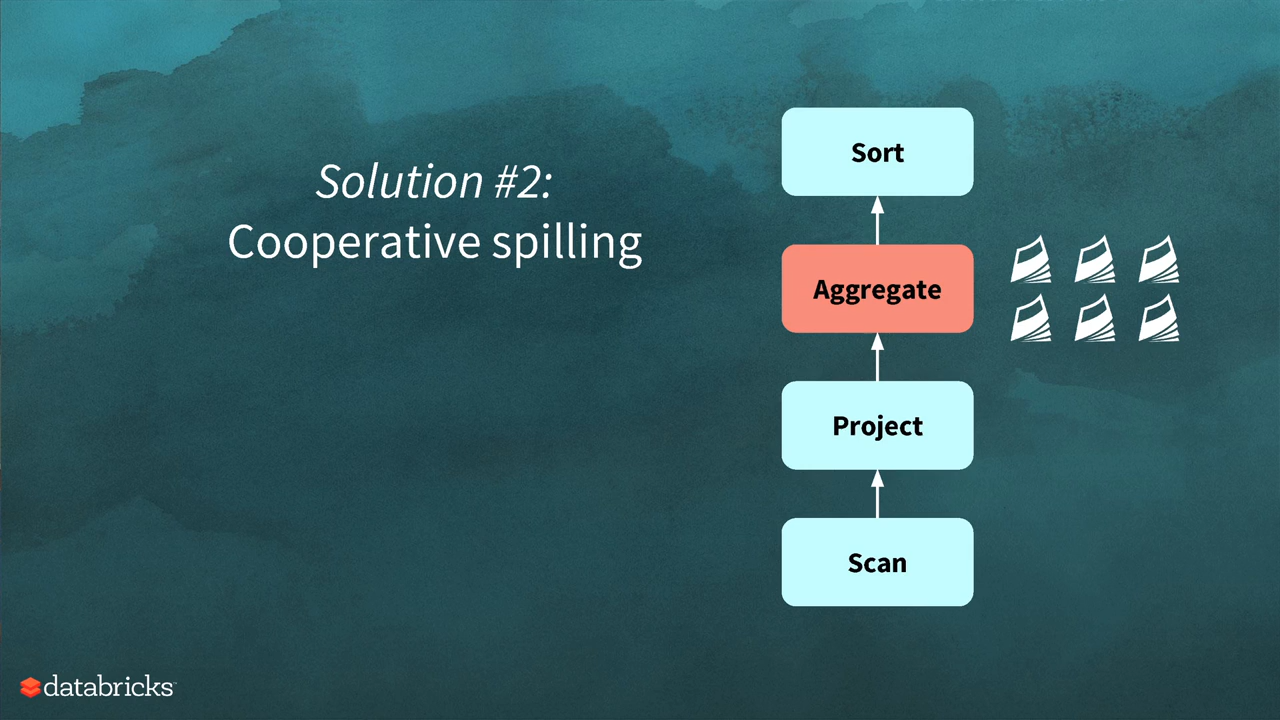 Solution #2:
Cooperative spilling
Sort
Aggregate
Project
Scan
databricks